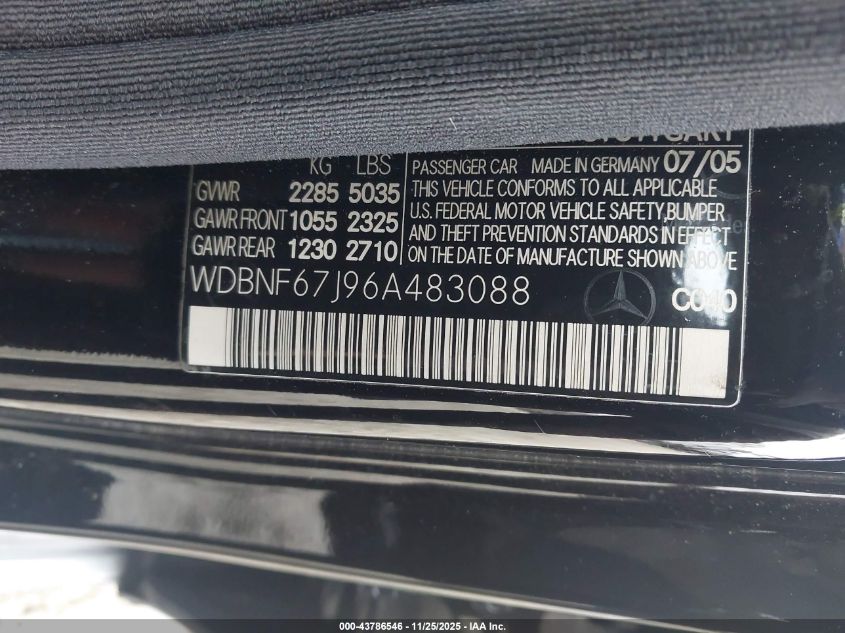 KG LBS
GVWR 2285 5035
GAWR FRONT 1055 2325
GAWR REAR 1230 2710
PASSENGER CAR MADE IN GERMANY 07/05
THIS VEHICLE CONFORMS TO ALL APPLICABLE
U.S. FEDERAL MOTOR VEHICLE SAFETY, BUMPER
AND THEFT PREVENTION STANDARDS IN EFFECT
ON THE DATE OF MANUFACTURE SHOWN ABOVE
WDBNF67J96A483088
C040
000-43786546 - 11/25/2025 - IAA Inc.